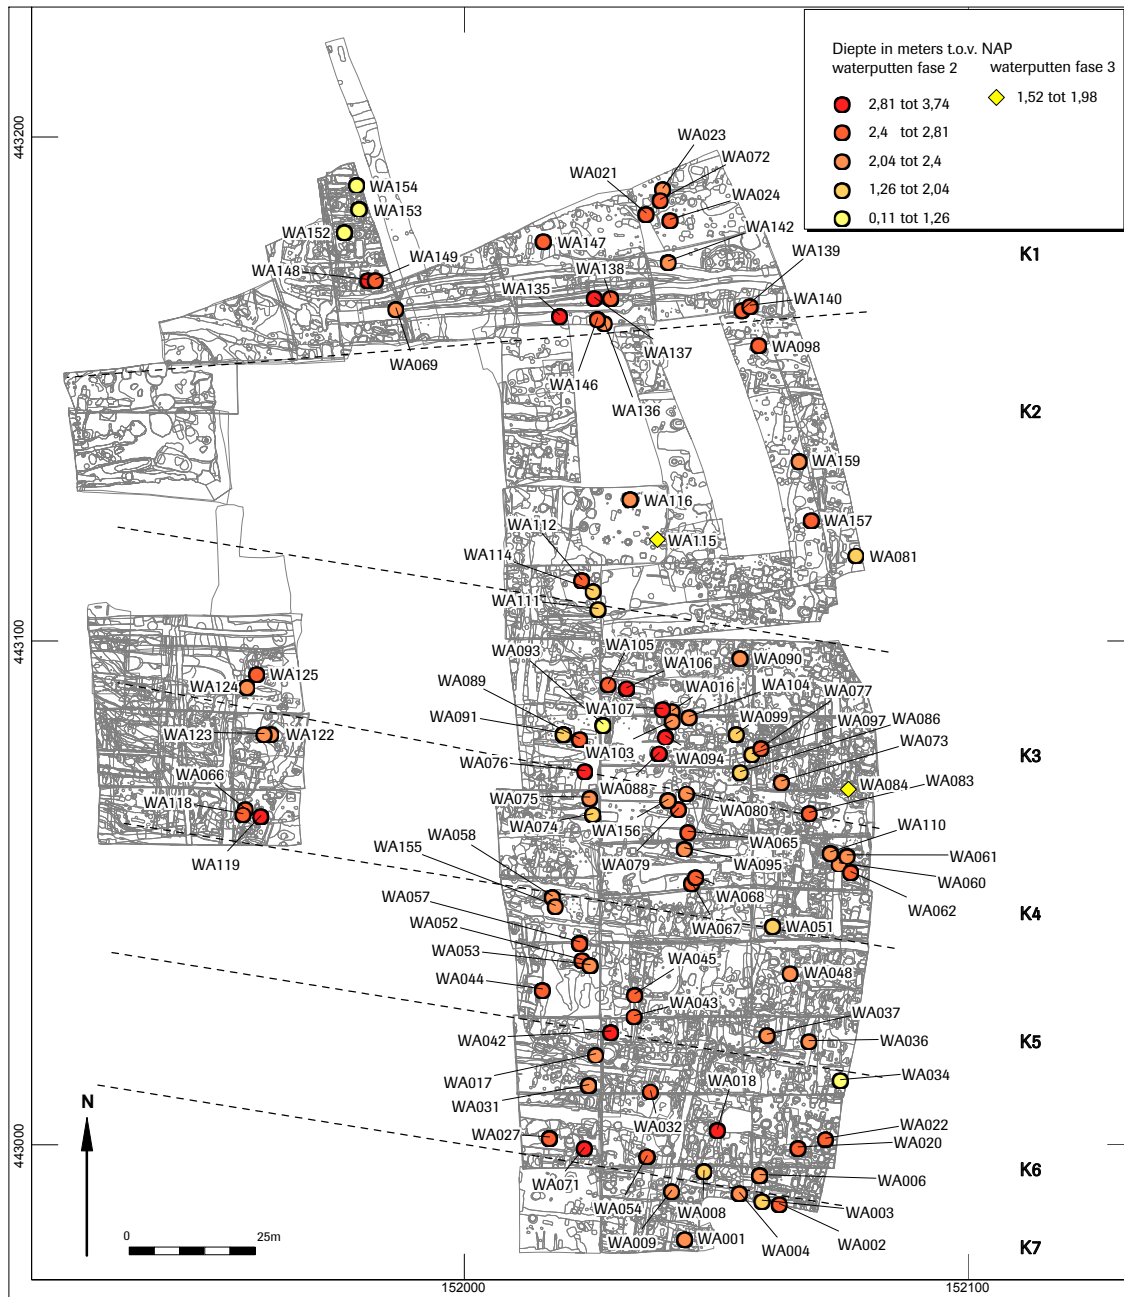 Diepte in meters t.o.v. NAP
waterputten fase 2
waterputten fase 3
2,81 tot 3,74
1,52 tot 1,98
2,4 tot 2,81
2,04 tot 2,4
1,26 tot 2,04
0,11 tot 1,26
443200
WA023
WA072
WA021
WA154
WA024
WA153
WA142
WA152
WA147
WA139
K1
WA148
WA149
WA138
WA135
WA140
WA098
WA137
WA069
WA146
WA136
K2
WA159
WA116
WA112
WA157
WA115
WA114
WA081
WA111
443100
WA105
WA093
WA106
WA090
WA125
WA016
WA104
WA077
WA124
WA089
WA107
WA099
WA097
WA086
WA091
WA123
WA122
WA103
WA073
K3
WA094
WA076
WA066
WA088
WA084
WA083
WA075
WA118
WA080
WA074
WA110
WA156
WA058
WA065
WA119
WA079
WA155
WA095
WA061
WA060
WA057
WA068
WA062
K4
WA052
WA067
WA051
WA053
WA045
WA048
WA044
WA043
WA037
WA042
WA036
K5
WA018
WA017
WA034
WA031
N
WA032
WA022
WA027
WA020
443000
WA071
K6
WA006
WA054
WA008
WA003
WA009
WA001
WA002
WA004
K7
0
25m
152000
152100